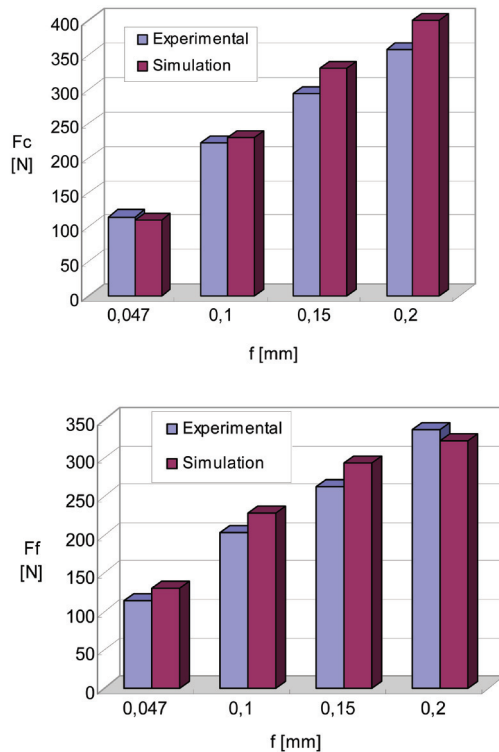 400
350
300
250
200
150
100
50
0
Fc
[N]
Experimental
Simulation
0,047 0,1 0,15 0,2
f [mm]
350
300
250
200
150
100
50
0
Ff
[N]
Experimental
Simulation
0,047 0,1 0,15 0,2
f [mm]